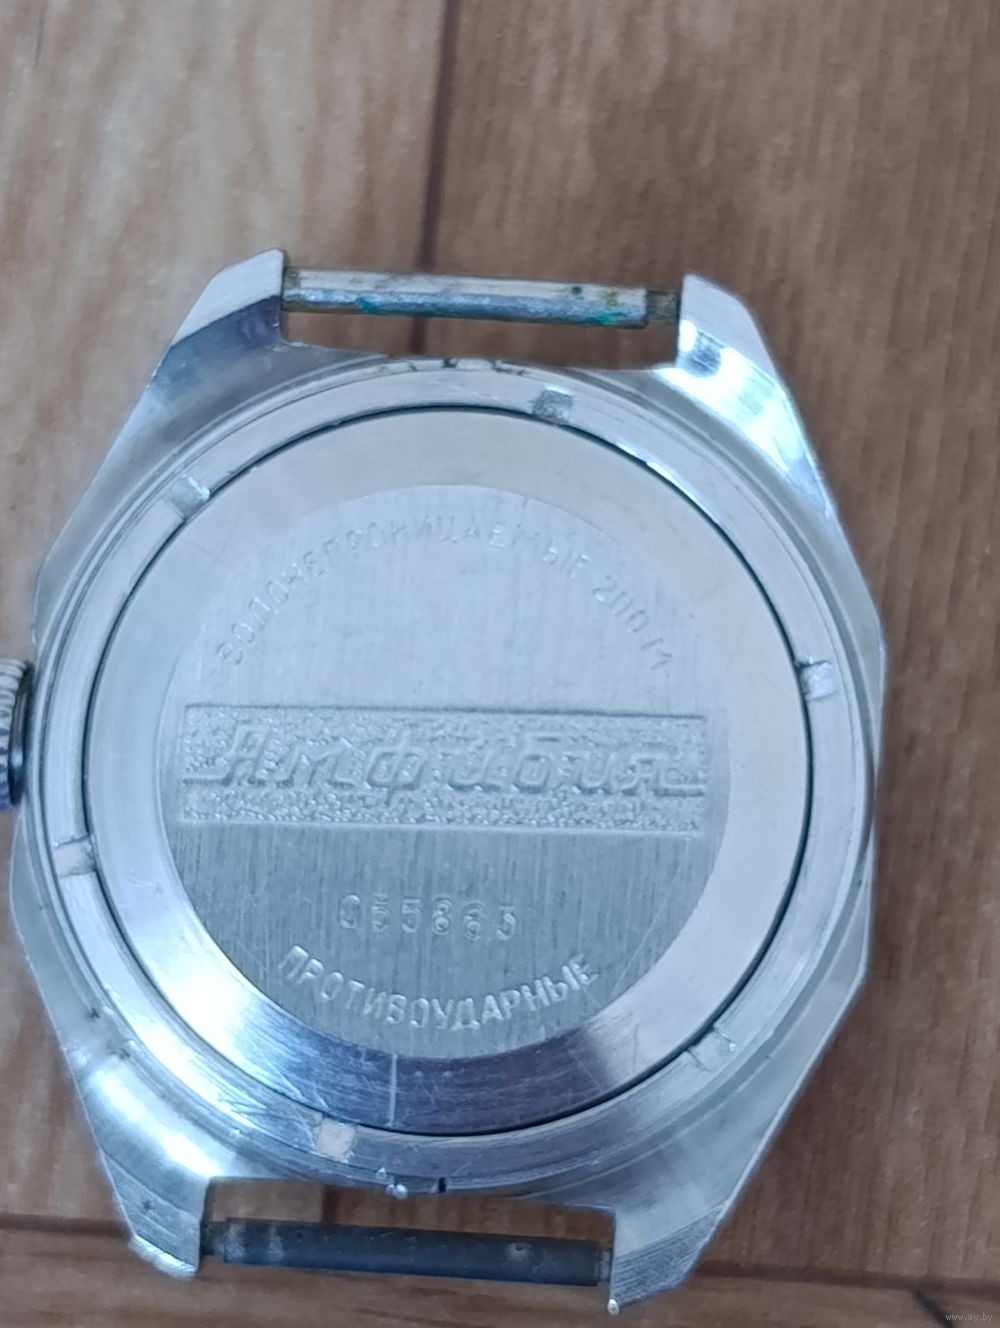 ВОДОНЕПРОНИЦАЕМЫЕ 200 М
Амфибия
055865
ПРОТИВОУДАРНЫЕ
www.ay.by